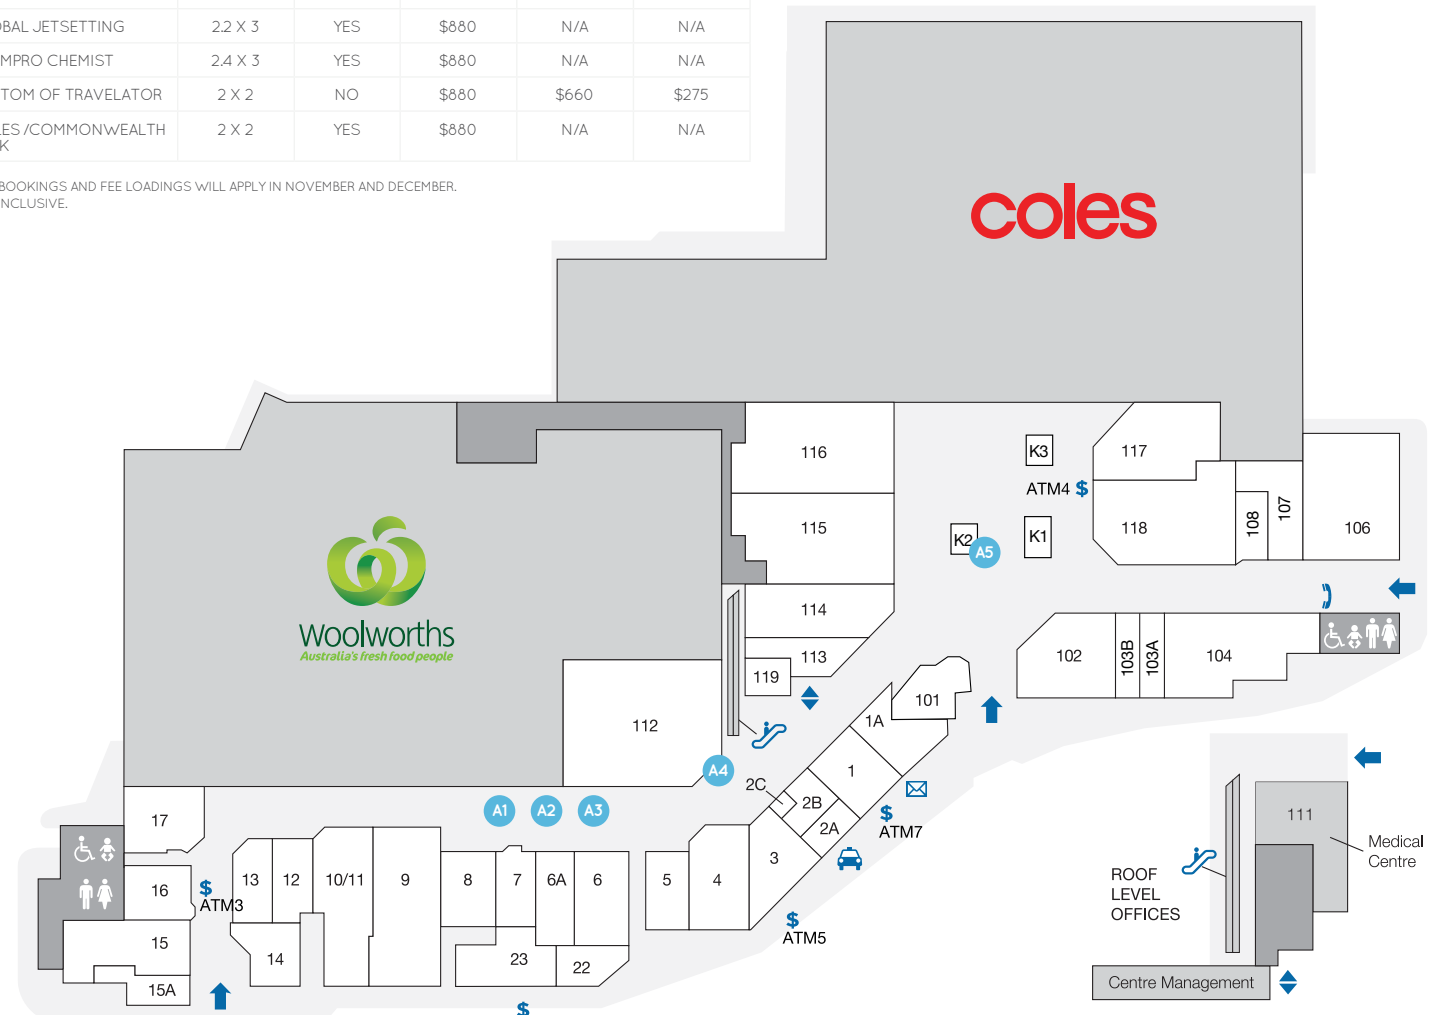 OBAL JETSETTING 2.2 X 3 YES $880 N/A N/A
MPRO CHEMIST 2.4 X 3 YES $880 N/A N/A
TOM OF TRAVELATOR 2 X 2 NO $880 $660 $275
LES /COMMONWEALTH 2 X 2 YES $880 N/A N/A
K
BOOKINGS AND FEE LOADINGS WILL APPLY IN NOVEMBER AND DECEMBER.
INCLUSIVE.
coles
116
K3
117
ATM4 $
115
K2
A5
K1
118
108
107
106
Woolworths
Australia's fresh food people
114
113
119
102
103B
103A
104
112
101
1A
A4
1
2C
2B
2A
A1
A2
A3
$
ATM7
17
3
111
Medical
Centre
16
$
ATM3
13
12
10/11
9
8
7
6A
6
5
4
ROOF
LEVEL
OFFICES
$
ATM5
15
14
23
22
15A
Centre Management
$